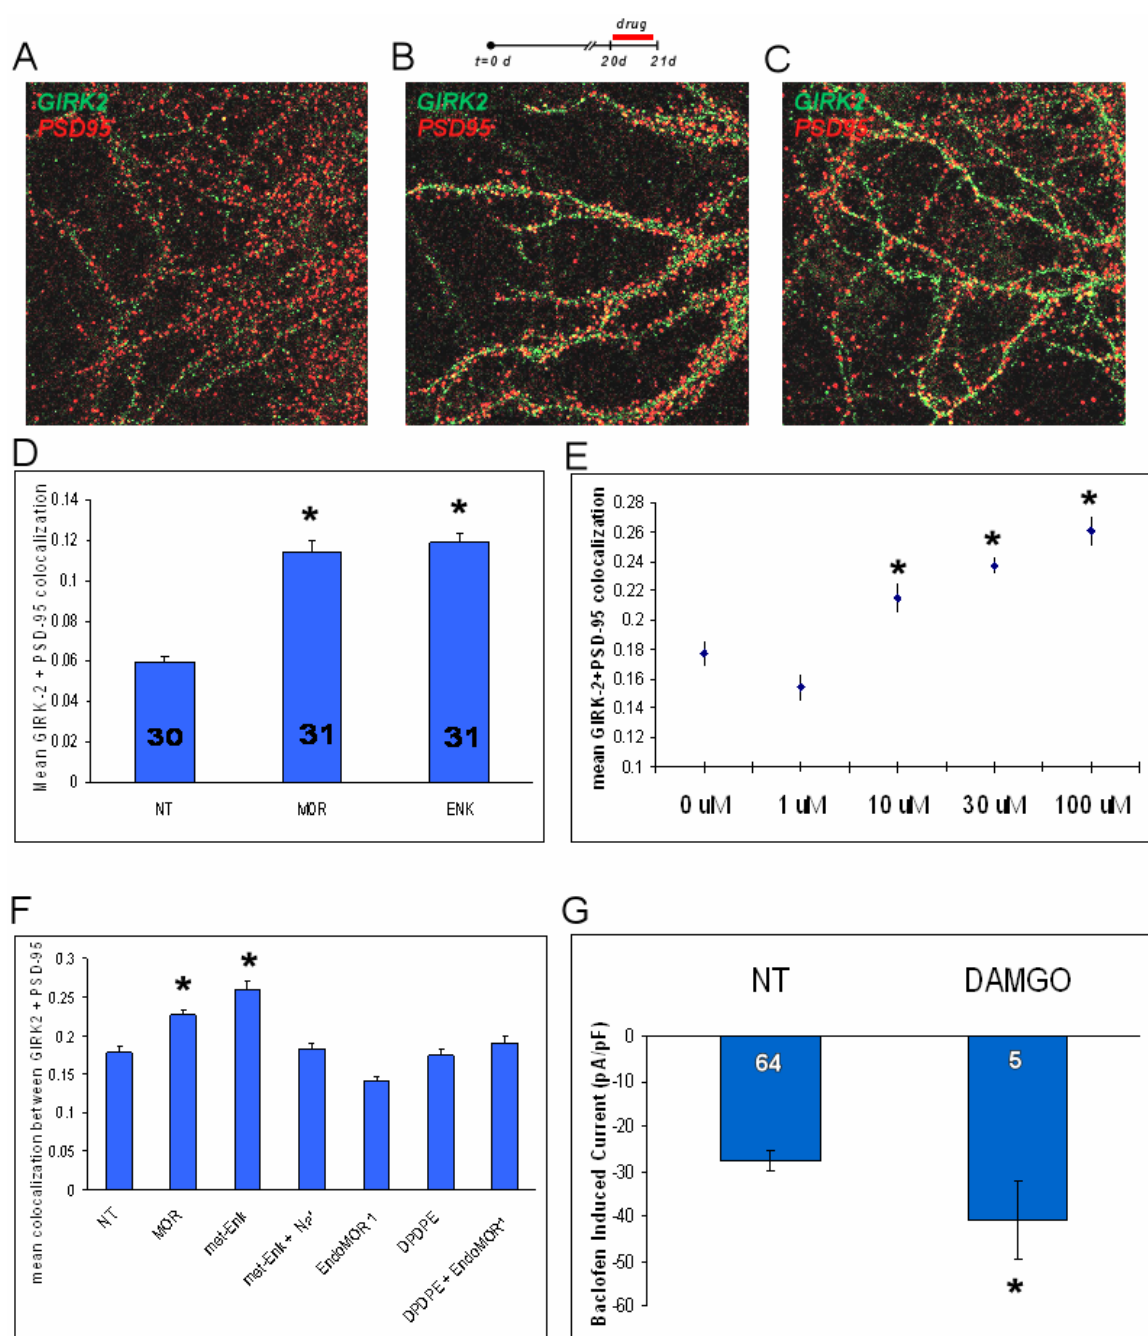 drug
t=0 d 20d 21d
A
B
C
GIRK2
PSD95
GIRK2
PSD95
GIRK2
PSD95
D
Mean GIRK-2 + PSD-95 colocalization
0.14
0.12
0.1
0.08
0.06
0.04
0.02
0
*
*
30
31
31
NT
MOR
ENK
E
mean GIRK-2+PSD-95 colocalization
0.28
0.26
0.24
0.22
0.2
0.18
0.16
0.14
0.12
0.1
*
*
*
0 uM
1 uM
10 uM
30 uM
100 uM
F
mean colocalization between GIRK2 + PSD-95
0.3
0.25
0.2
0.15
0.1
0.05
0
*
*
NT
MOR
met-Enk
met-Enk +
EndoMOR 1
DPDPE
DPDPE + EndoMOR1
G
NT
DAMGO
Baclofen Induced Current (pA/pF)
0
-10
-20
-30
-40
-50
-60
64
5
*